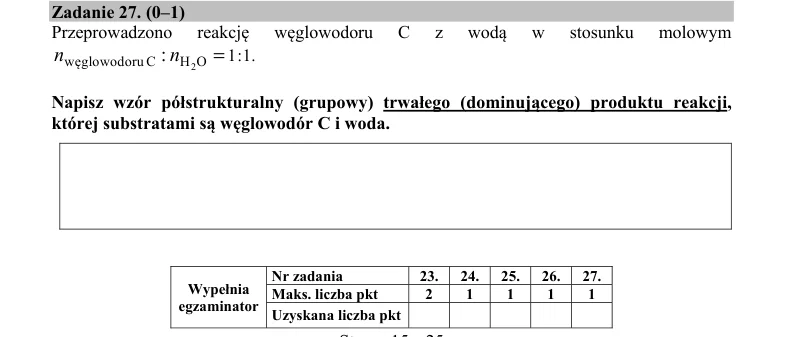 Zadanie 27. (0–1)
Przeprowadzono reakcję węglowodoru C z wodą w stosunku molowym
n węglowodoru C : n H₂O = 1:1.
Napisz wzór półstrukturalny (grupowy) trwałego (dominującego) produktu reakcji,
której substratami są węglowodór C i woda.
Wypełnia egzaminator
Nr zadania 23. 24. 25. 26. 27.
Maks. liczba pkt 2 1 1 1 1
Uzyskana liczba pkt